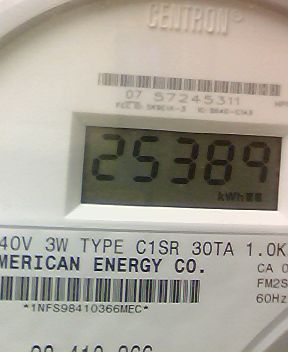 CENTRON®
07 57245311
25389
kWh
40V 3W TYPE C1SR 30TA 1.0K
MERICAN ENERGY CO.
CA 0
FM2S
60Hz
*1NFS98410366MEC*